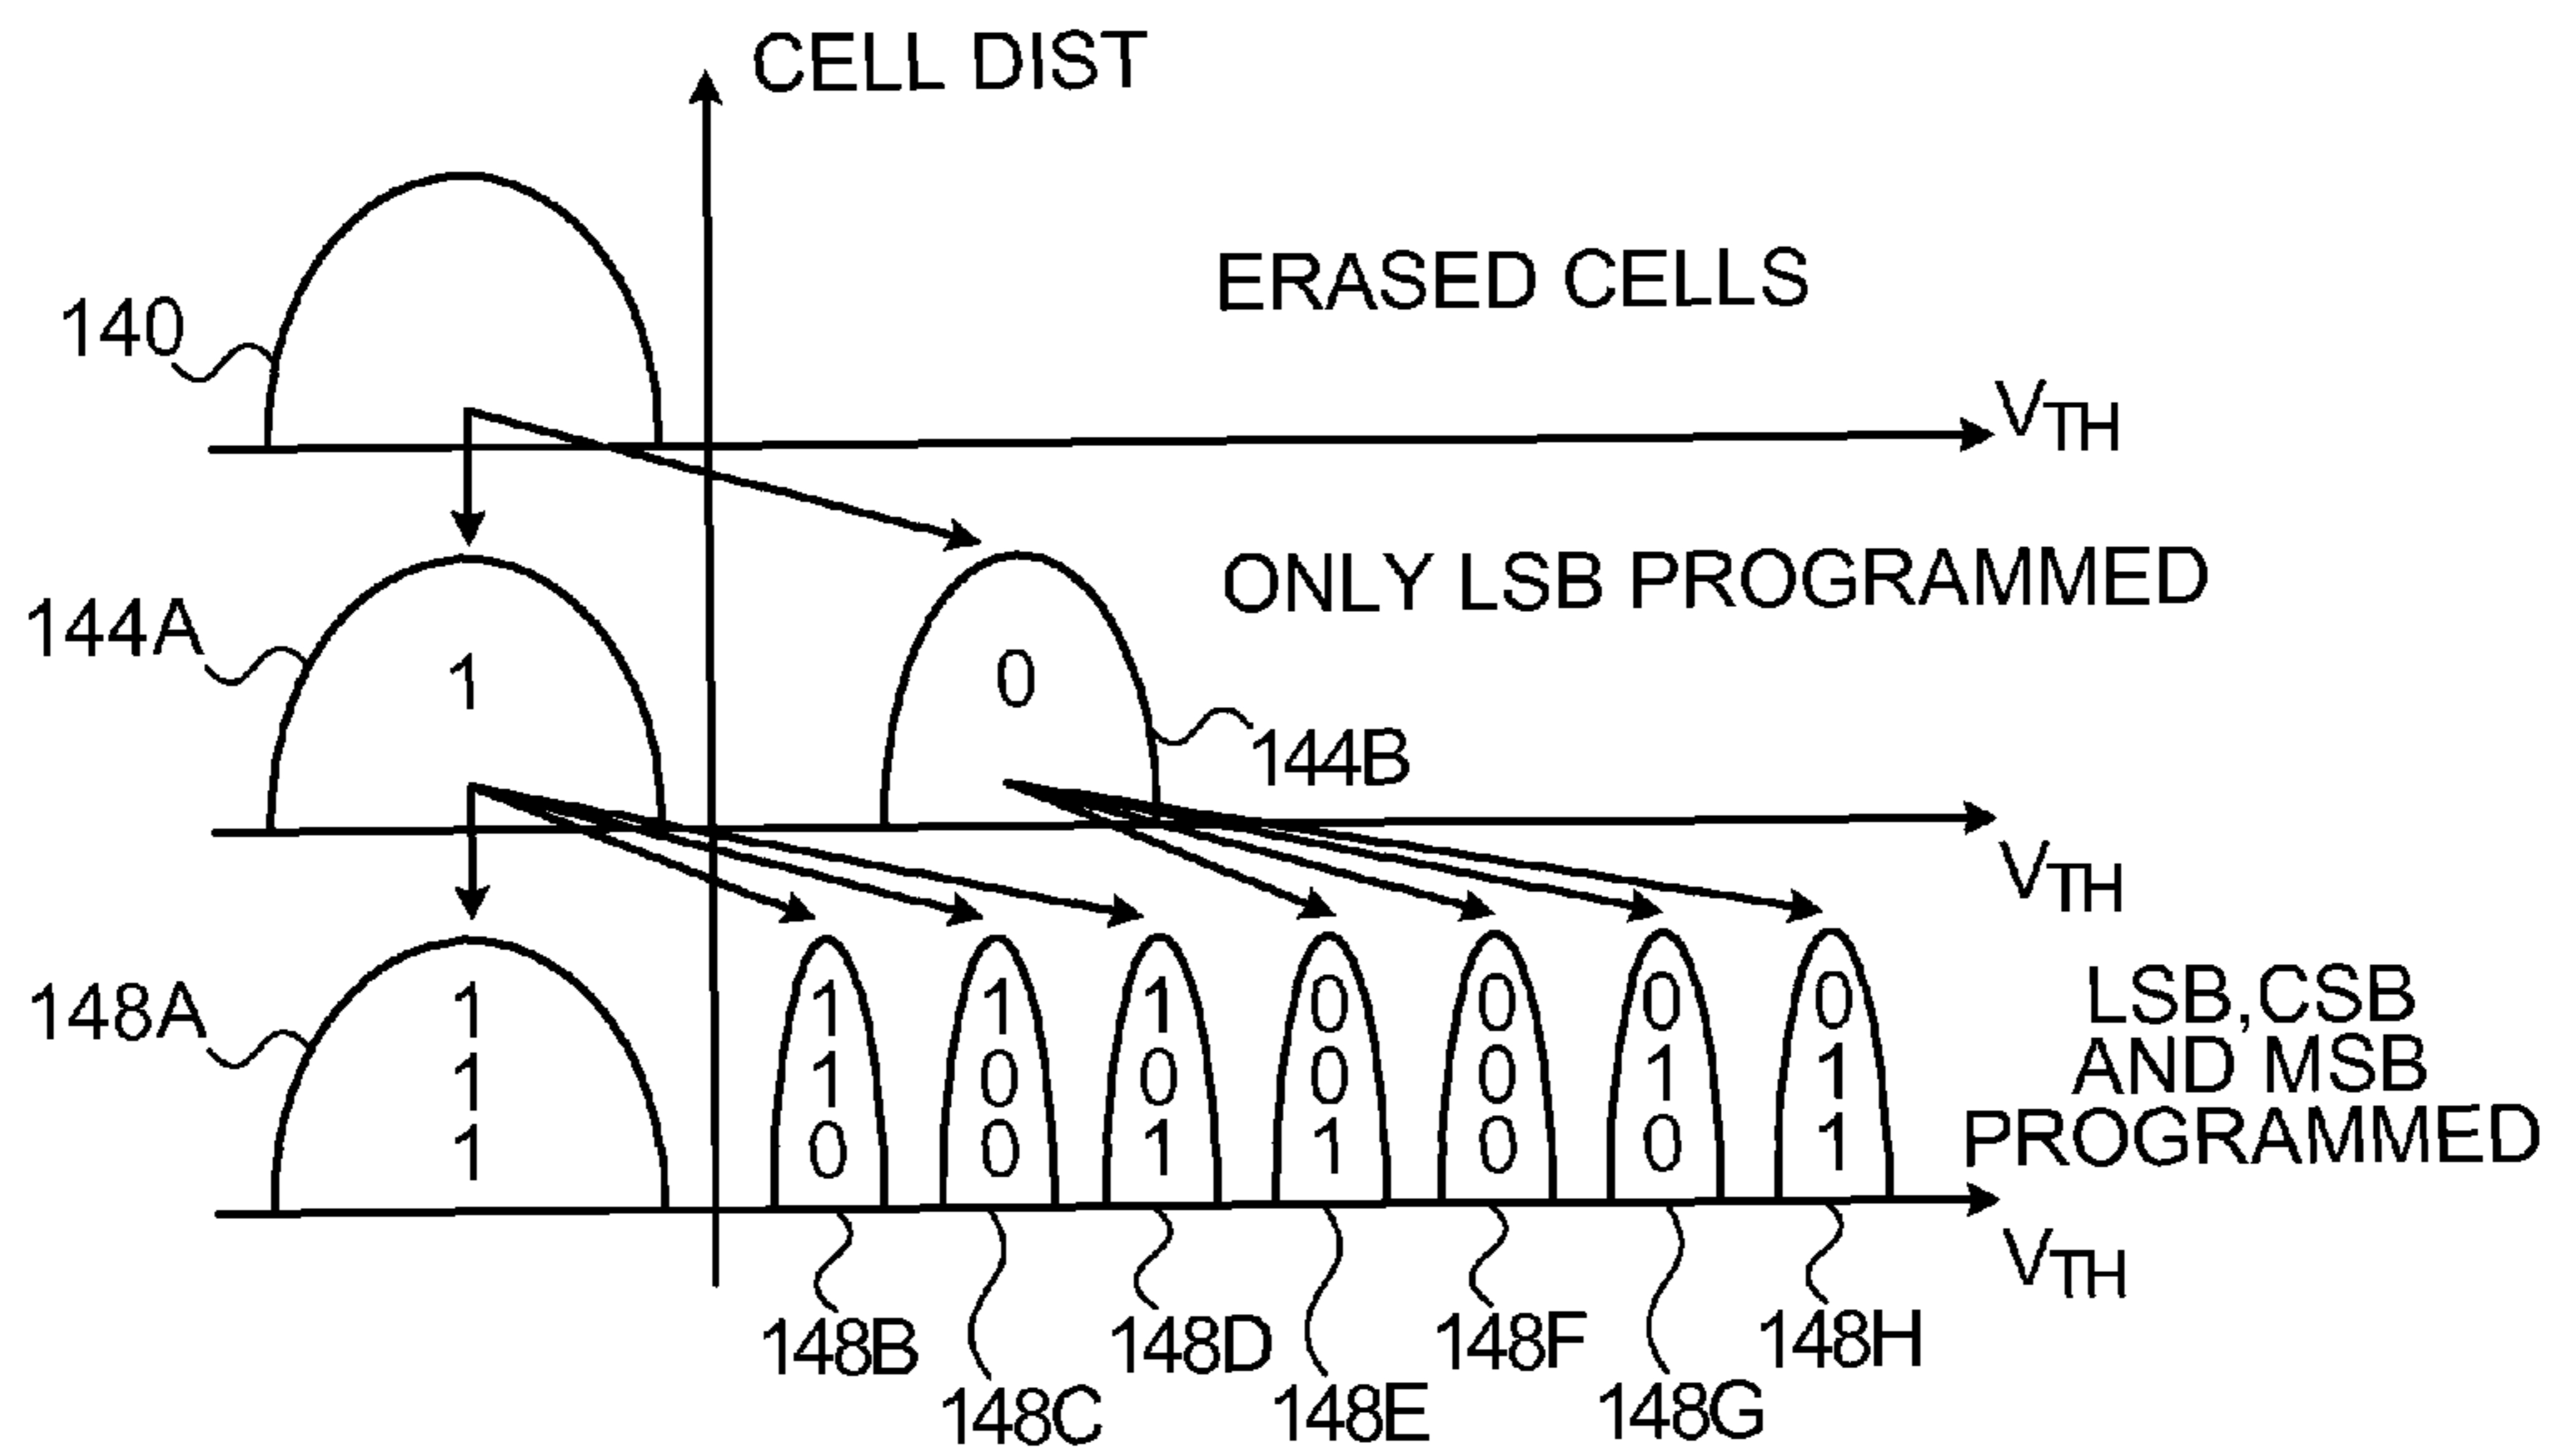 CELL DIST
ERASED CELLS
140
VTH
ONLY LSB PROGRAMMED
144A
1
0
144B
VTH
148A
1 1 1 1 0 0 0 0
1 1 0 0 0 0 1 1
1 0 0 1 1 0 0 1
LSB,CSB
AND MSB
PROGRAMMED
VTH
148B
148C
148D
148E
148F
148G
148H